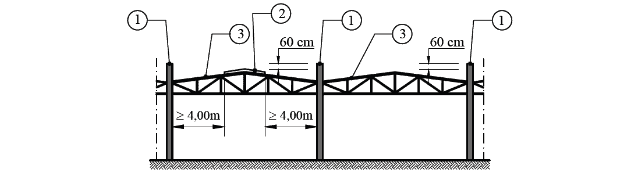 1 2 1 1
3 60 cm 3 60 cm
≥ 4,00m ≥ 4,00m